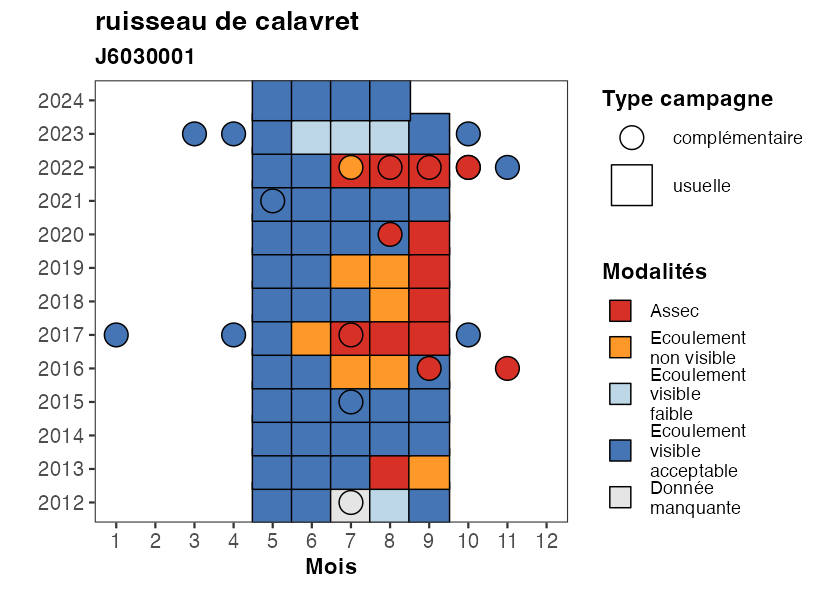 ruisseau de calavret
J6030001
2024
2023
2022
2021
2020
2019
2018
2017
2016
2015
2014
2013
2012
1 2 3 4 5 6 7 8 9 10 11 12
Mois
Type campagne
complémentaire
usuelle
Modalités
Assec
Ecoulement
non visible
Ecoulement
visible
faible
Ecoulement
visible
acceptable
Donnée
manquante